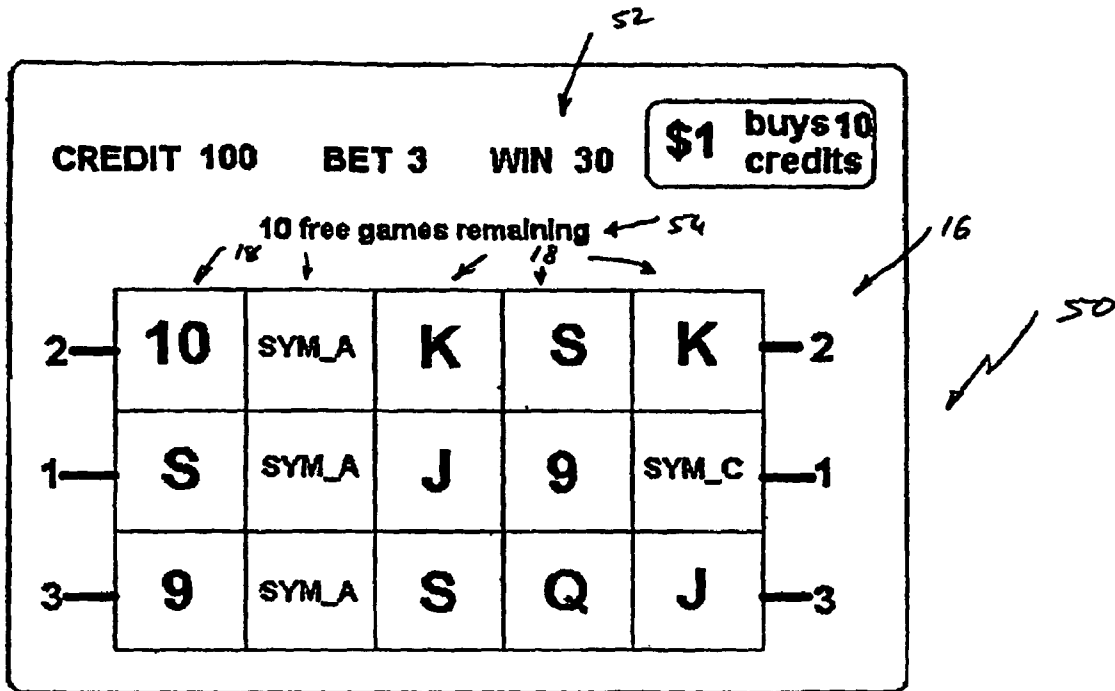 52
CREDIT 100 BET 3 WIN 30 $1 buys 10
credits
10 free games remaining 54
18 18 16
50
2 10 SYM_A K S K 2
1 S SYM_A J 9 SYM_C 1
3 9 SYM_A S Q J 3